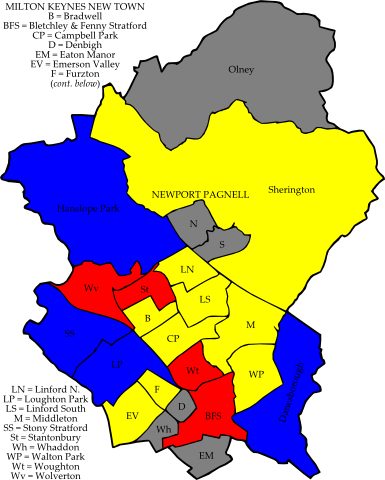 MILTON KEYNES NEW TOWN
B = Bradwell
BFS = Bletchley & Fenny Stratford
CP = Campbell Park
D = Denbigh
EM = Eaton Manor
EV = Emerson Valley
F = Furzton
(cont. below)
Olney
Sherington
NEWPORT PAGNELL
Hanslope Park
N
S
LN
Wv
St
LS
B
M
SS
CP
LP
Wt
WP
Danesborough
F
D
EV
BFS
Wh
EM
LN = Linford N.
LP = Loughton Park
LS = Linford South
M = Middleton
SS = Stony Stratford
St = Stantonbury
Wh = Whaddon
WP = Walton Park
Wt = Woughton
Wv = Wolverton